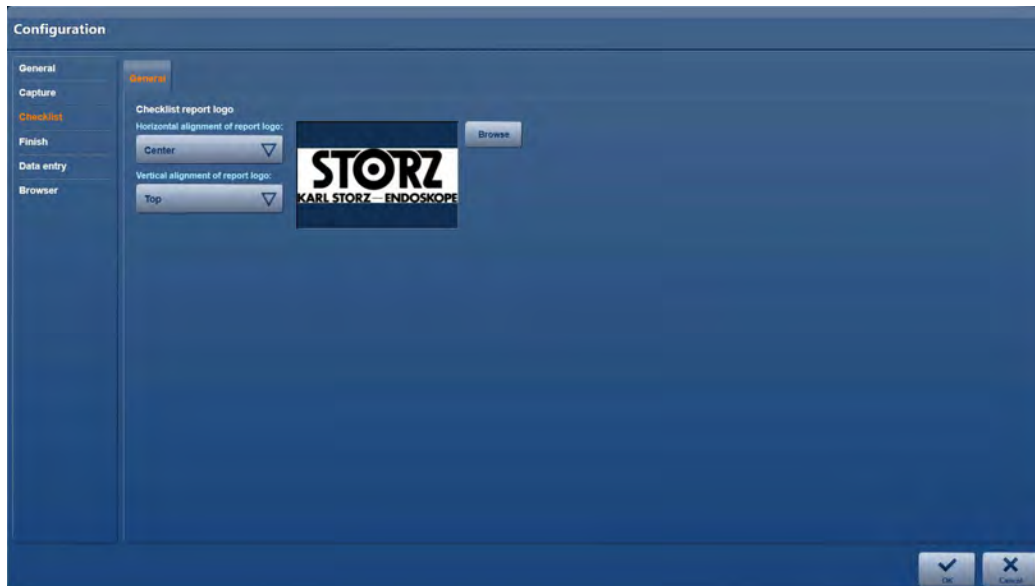 Configuration
General
Capture
Checklist
Finish
Data entry
Browser
General
Checklist report logo
Horizontal alignment of report logo:
Center
Vertical alignment of report logo:
Top
STORZ
KARL STORZ—ENDOSKOPE
Browse
OK
Cancel